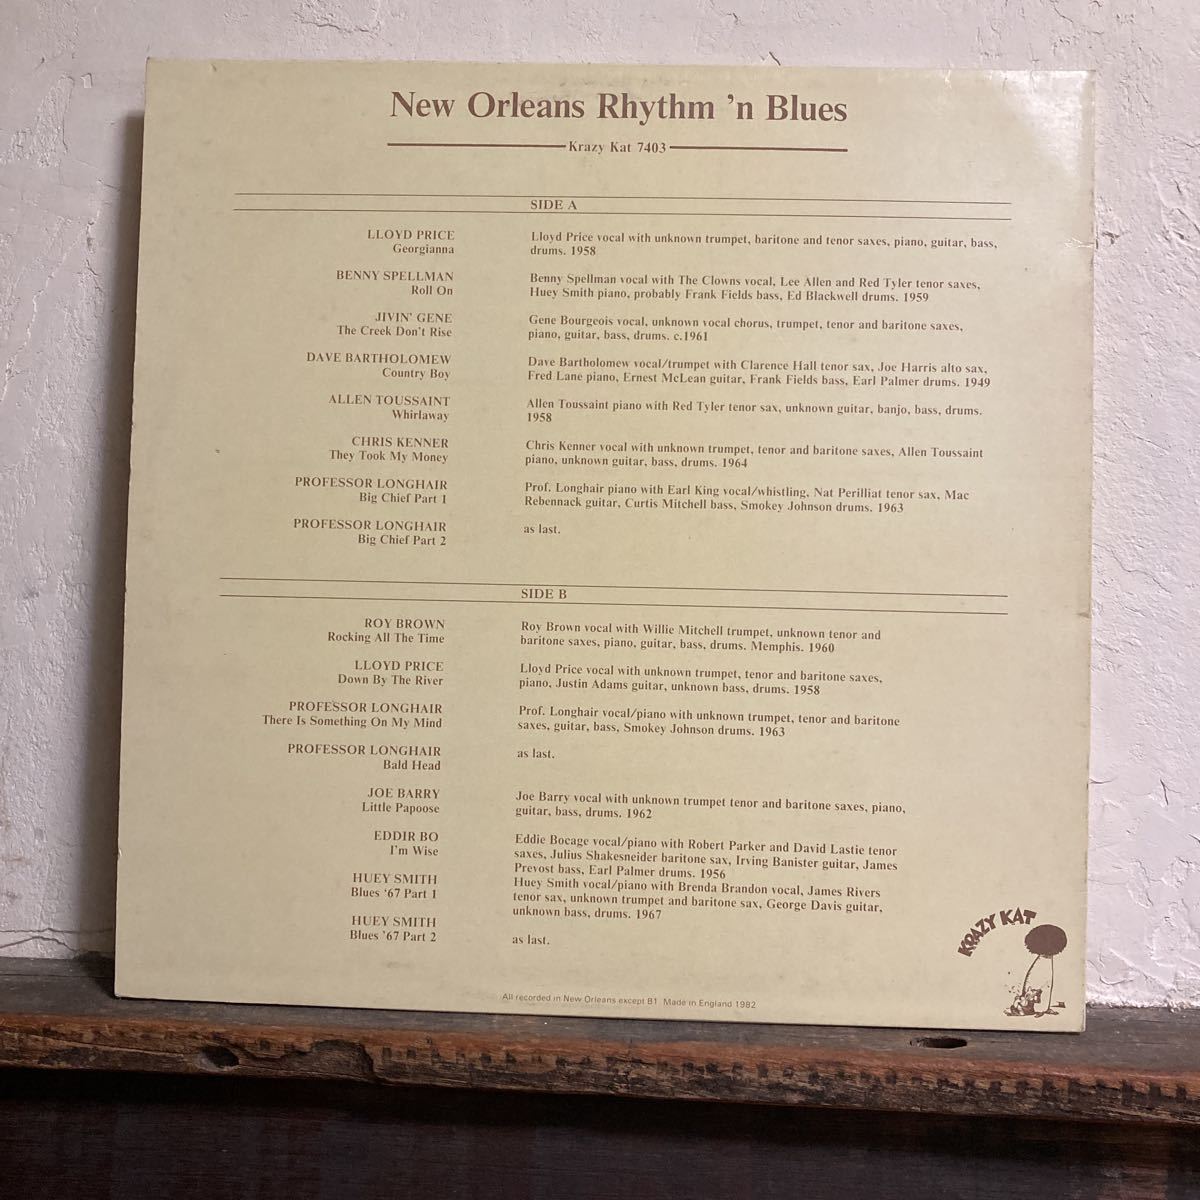 New Orleans Rhythm 'n Blues
Krazy Kat 7403
SIDE A
LLOYD PRICE
Georgianna
Lloyd Price vocal with unknown trumpet, baritone and tenor saxes, piano, guitar, bass,
drums. 1958
BENNY SPELLMAN
Roll On
Benny Spellman vocal with The Clowns vocal, Lee Allen and Red Tyler tenor saxes,
Huey Smith piano, probably Frank Fields bass, Ed Blackwell drums. 1959
JIVIN' GENE
The Creek Don't Rise
Gene Bourgeois vocal, unknown vocal chorus, trumpet, tenor and baritone saxes,
piano, guitar, bass, drums. c.1961
DAVE BARTHOLOMEW
Country Boy
Dave Bartholomew vocal/trumpet with Clarence Hall tenor sax, Joe Harris alto sax,
Fred Lane piano, Ernest McLean guitar, Frank Fields bass, Earl Palmer drums. 1949
ALLEN TOUSSAINT
Whirlaway
Allen Toussaint piano with Red Tyler tenor sax, unknown guitar, banjo, bass, drums.
1958
CHRIS KENNER
They Took My Money
Chris Kenner vocal with unknown trumpet, tenor and baritone saxes, Allen Toussaint
piano, unknown guitar, bass, drums. 1964
PROFESSOR LONGHAIR
Big Chief Part 1
Prof. Longhair piano with Earl King vocal/whistling, Nat Perilliat tenor sax, Mac
Rebennack guitar, Curtis Mitchell bass, Smokey Johnson drums. 1963
PROFESSOR LONGHAIR
Big Chief Part 2
as last.
SIDE B
ROY BROWN
Rocking All The Time
Roy Brown vocal with Willie Mitchell trumpet, unknown tenor and
baritone saxes, piano, guitar, bass, drums. Memphis. 1960
LLOYD PRICE
Down By The River
Lloyd Price vocal with unknown trumpet, tenor and baritone saxes,
piano, Justin Adams guitar, unknown bass, drums. 1958
PROFESSOR LONGHAIR
There Is Something On My Mind
Prof. Longhair vocal/piano with unknown trumpet, tenor and baritone
saxes, guitar, bass, Smokey Johnson drums. 1963
PROFESSOR LONGHAIR
Bald Head
as last.
JOE BARRY
Little Papoose
Joe Barry vocal with unknown trumpet tenor and baritone saxes, piano,
guitar, bass, drums. 1962
EDDIR BO
I'm Wise
Eddie Bocage vocal/piano with Robert Parker and David Lastie tenor
saxes, Julius Shakesneider baritone sax, Irving Banister guitar, James
Prevost bass, Earl Palmer drums. 1956
HUEY SMITH
Blues '67 Part 1
Huey Smith vocal/piano with Brenda Brandon vocal, James Rivers
tenor sax, unknown trumpet and baritone sax, George Davis guitar,
unknown bass, drums. 1967
HUEY SMITH
Blues '67 Part 2
as last.
KRAZY KAT
All recorded in New Orleans except B1 Made in England 1982